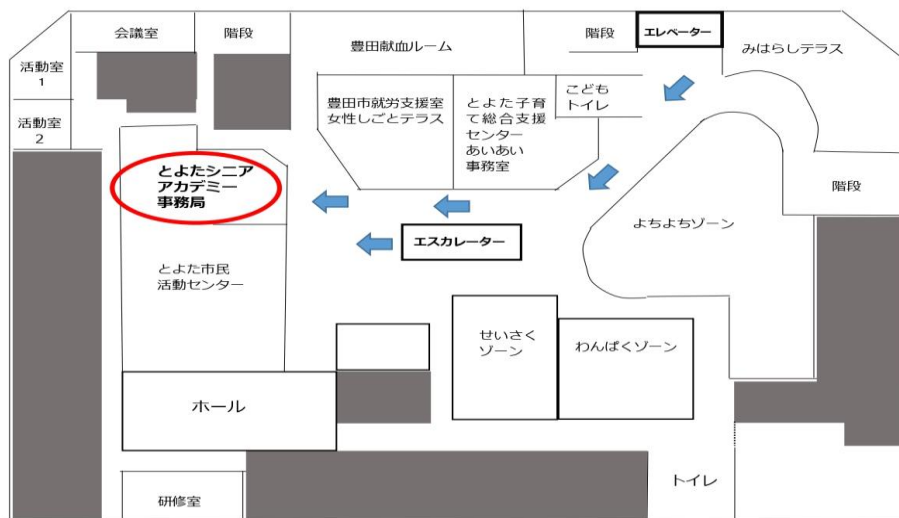 会議室
階段
豊田献血ルーム
階段
エレベーター
みはらしテラス
活動室
1
豊田市就労支援室
女性しごとテラス
とよた子育
て総合支援
センター
あいあい
事務室
こども
トイレ
活動室
2
とよたシニア
アカデミー
事務局
階段
よちよちゾーン
エスカレーター
とよた市民
活動センター
せいさく
ゾーン
わんぱくゾーン
ホール
トイレ
研修室